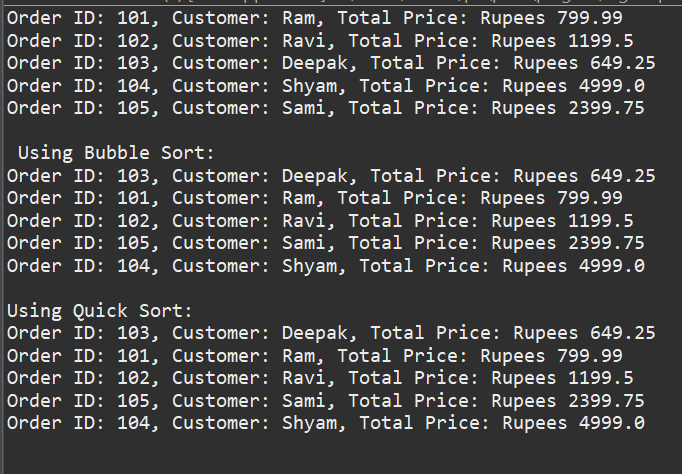 Order ID: 101, Customer: Ram, Total Price: Rupees 799.99
Order ID: 102, Customer: Ravi, Total Price: Rupees 1199.5
Order ID: 103, Customer: Deepak, Total Price: Rupees 649.25
Order ID: 104, Customer: Shyam, Total Price: Rupees 4999.0
Order ID: 105, Customer: Sami, Total Price: Rupees 2399.75
Using Bubble Sort:
Order ID: 103, Customer: Deepak, Total Price: Rupees 649.25
Order ID: 101, Customer: Ram, Total Price: Rupees 799.99
Order ID: 102, Customer: Ravi, Total Price: Rupees 1199.5
Order ID: 105, Customer: Sami, Total Price: Rupees 2399.75
Order ID: 104, Customer: Shyam, Total Price: Rupees 4999.0
Using Quick Sort:
Order ID: 103, Customer: Deepak, Total Price: Rupees 649.25
Order ID: 101, Customer: Ram, Total Price: Rupees 799.99
Order ID: 102, Customer: Ravi, Total Price: Rupees 1199.5
Order ID: 105, Customer: Sami, Total Price: Rupees 2399.75
Order ID: 104, Customer: Shyam, Total Price: Rupees 4999.0